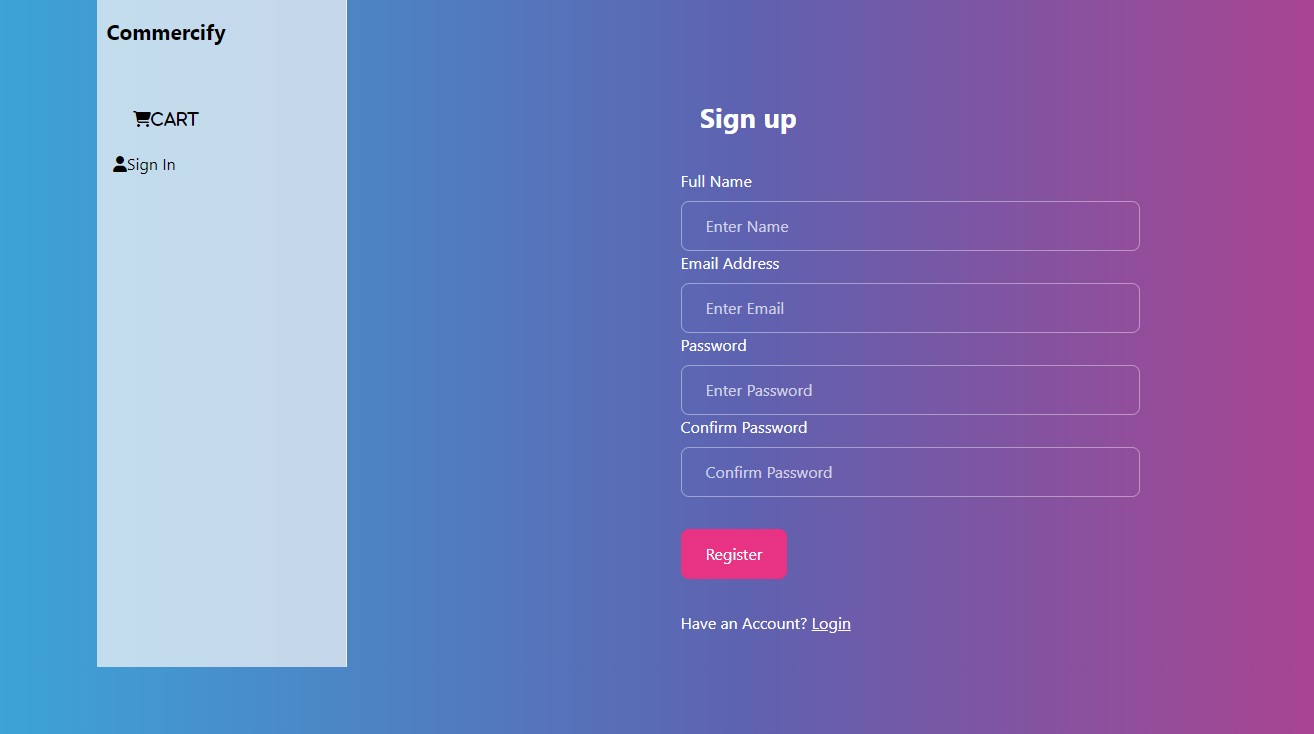 Commercify
CART
Sign In
Sign up
Full Name
Enter Name
Email Address
Enter Email
Password
Enter Password
Confirm Password
Confirm Password
Register
Have an Account? Login